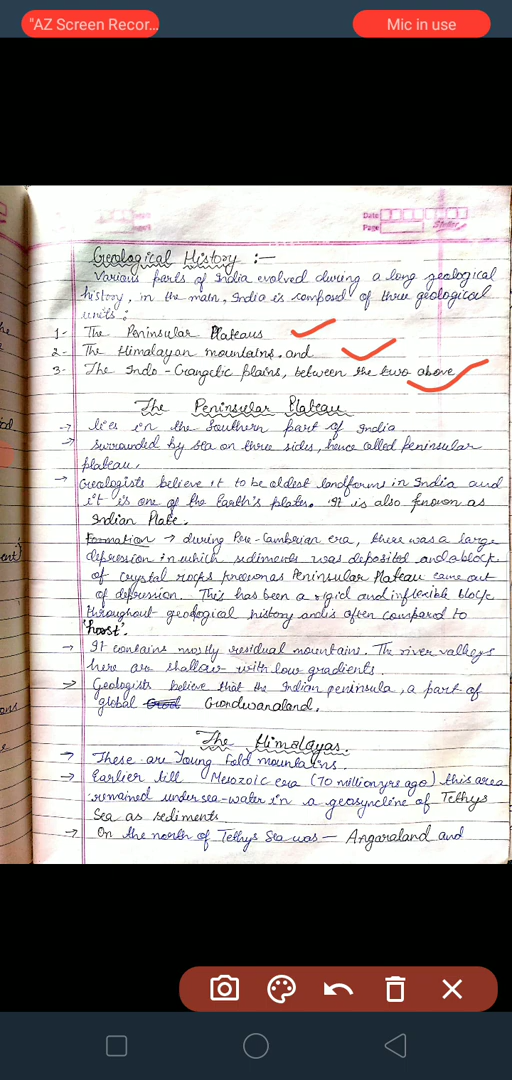 "AZ Screen Recor...
Mic in use
Date
Page
Geological History :-
Various parts of India evolved during a long geological
history, in the main, India is composed of three geological
units:
1- The Peninsular Plateaus
2- The Himalayan mountains and
3- The Indo-Gangetic plains, between the two above
The Peninsular Plateau
→ lies in the Southern part of India
→ surrounded by sea on three sides, hence called peninsular
plateau.
→ Geologists believe it to be oldest landforms in India and
it is one of the Earth's plates. It is also known as
Indian Plate.
Formation → during Pre-Cambrian era, there was a large
depression in which sediments was deposited and a block
of crystal rocks known as Peninsular Plateau came out
of depression. This has been a rigid and inflexible block
throughout geological history and is often compared to
'horst'.
→ It contains mostly residual mountains. The river valleys
here are shallow with low gradients.
→ Geologists believe that the Indian peninsula, a part of
global Gondwanaland.
The Himalayas.
→ These are Young Fold mountains.
→ Earlier till Mesozoic era (70 million yrs ago) this area
remained under sea-water in a geosyncline of Tethys
Sea as sediments
→ On the north of Tethys Sea was - Angaraland and